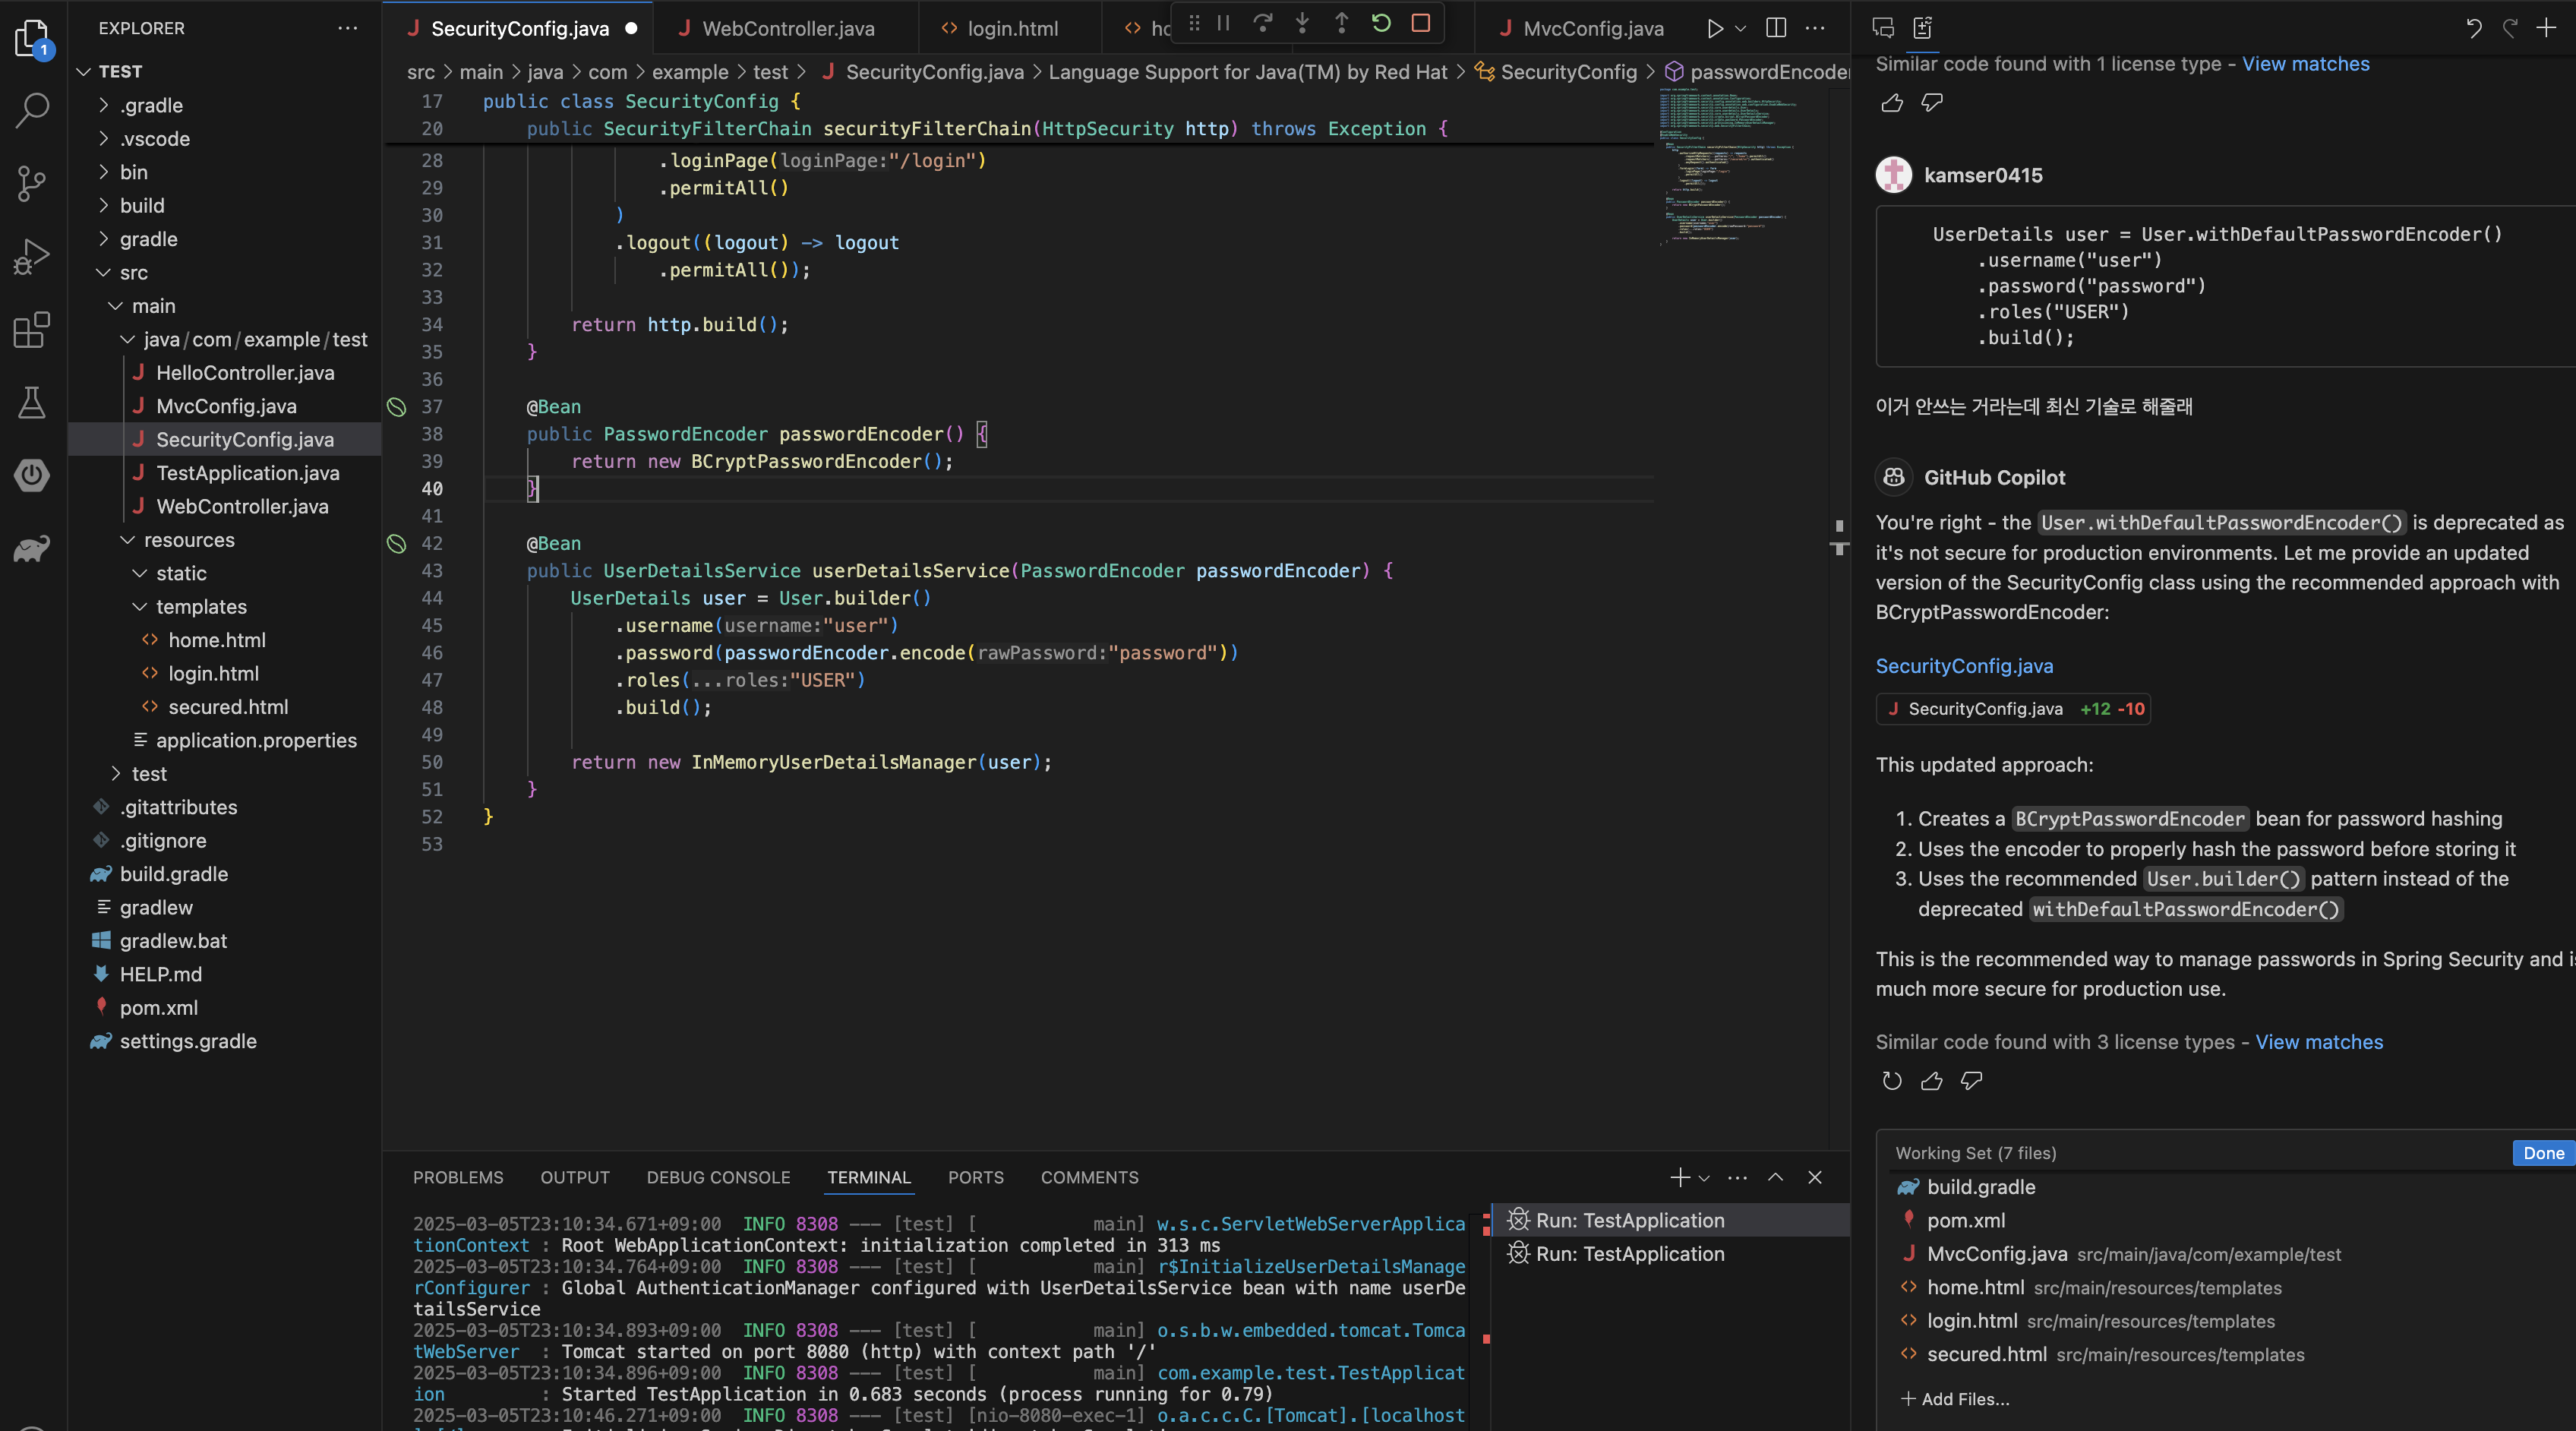 EXPLORER
TEST
.gradle
.vscode
bin
build
gradle
src
main
java/com/example/test
HelloController.java
MvcConfig.java
SecurityConfig.java
TestApplication.java
WebController.java
resources
static
templates
home.html
login.html
secured.html
application.properties
test
.gitattributes
.gitignore
build.gradle
gradlew
gradlew.bat
HELP.md
pom.xml
settings.gradle
1
SecurityConfig.java
WebController.java
login.html
MvcConfig.java
src > main > java > com > example > test > SecurityConfig.java > Language Support for Java(TM) by Red Hat > SecurityConfig >
17 public class SecurityConfig {
20 public SecurityFilterChain securityFilterChain(HttpSecurity http) throws Exception {
28 .loginPage(loginPage:"/login")
29 .permitAll()
30 )
31 .logout((logout) -> logout
32 .permitAll());
33
34 return http.build();
35 }
36
37 @Bean
38 public PasswordEncoder passwordEncoder() {
39 return new BCryptPasswordEncoder();
40 }
41
42 @Bean
43 public UserDetailsService userDetailsService(PasswordEncoder passwordEncoder) {
44 UserDetails user = User.builder()
45 .username(username:"user")
46 .password(passwordEncoder.encode(rawPassword:"password"))
47 .roles(...roles:"USER")
48 .build();
49
50 return new InMemoryUserDetailsManager(user);
51 }
52 }
53
PROBLEMS OUTPUT DEBUG CONSOLE TERMINAL PORTS COMMENTS
2025-03-05T23:10:34.671+09:00 INFO 8308 --- [test] [ main] w.s.c.ServletWebServerApplica
tionContext : Root WebApplicationContext: initialization completed in 313 ms
2025-03-05T23:10:34.764+09:00 INFO 8308 --- [test] [ main] r$InitializeUserDetailsManage
rConfigurer : Global AuthenticationManager configured with UserDetailsService bean with name userDe
tailsService
2025-03-05T23:10:34.893+09:00 INFO 8308 --- [test] [ main] o.s.b.w.embedded.tomcat.Tomca
tWebServer : Tomcat started on port 8080 (http) with context path '/'
2025-03-05T23:10:34.896+09:00 INFO 8308 --- [test] [ main] com.example.test.TestApplicat
ion : Started TestApplication in 0.683 seconds (process running for 0.79)
2025-03-05T23:10:46.271+09:00 INFO 8308 --- [test] [nio-8080-exec-1] o.a.c.c.C.[Tomcat].[localhost
Run: TestApplication
Run: TestApplication
Similar code found with 1 license type - View matches
kamser0415
UserDetails user = User.withDefaultPasswordEncoder()
.username("user")
.password("password")
.roles("USER")
.build();
이거 안쓰는 거라는데 최신 기술로 해줄래
GitHub Copilot
You're right - the User.withDefaultPasswordEncoder() is deprecated as
it's not secure for production environments. Let me provide an updated
version of the SecurityConfig class using the recommended approach with
BCryptPasswordEncoder:
SecurityConfig.java
SecurityConfig.java +12 -10
This updated approach:
1. Creates a BCryptPasswordEncoder bean for password hashing
2. Uses the encoder to properly hash the password before storing it
3. Uses the recommended User.builder() pattern instead of the
deprecated withDefaultPasswordEncoder()
This is the recommended way to manage passwords in Spring Security and
much more secure for production use.
Similar code found with 3 license types - View matches
Working Set (7 files) Done
build.gradle
pom.xml
MvcConfig.java src/main/java/com/example/test
home.html src/main/resources/templates
login.html src/main/resources/templates
secured.html src/main/resources/templates
+ Add Files...